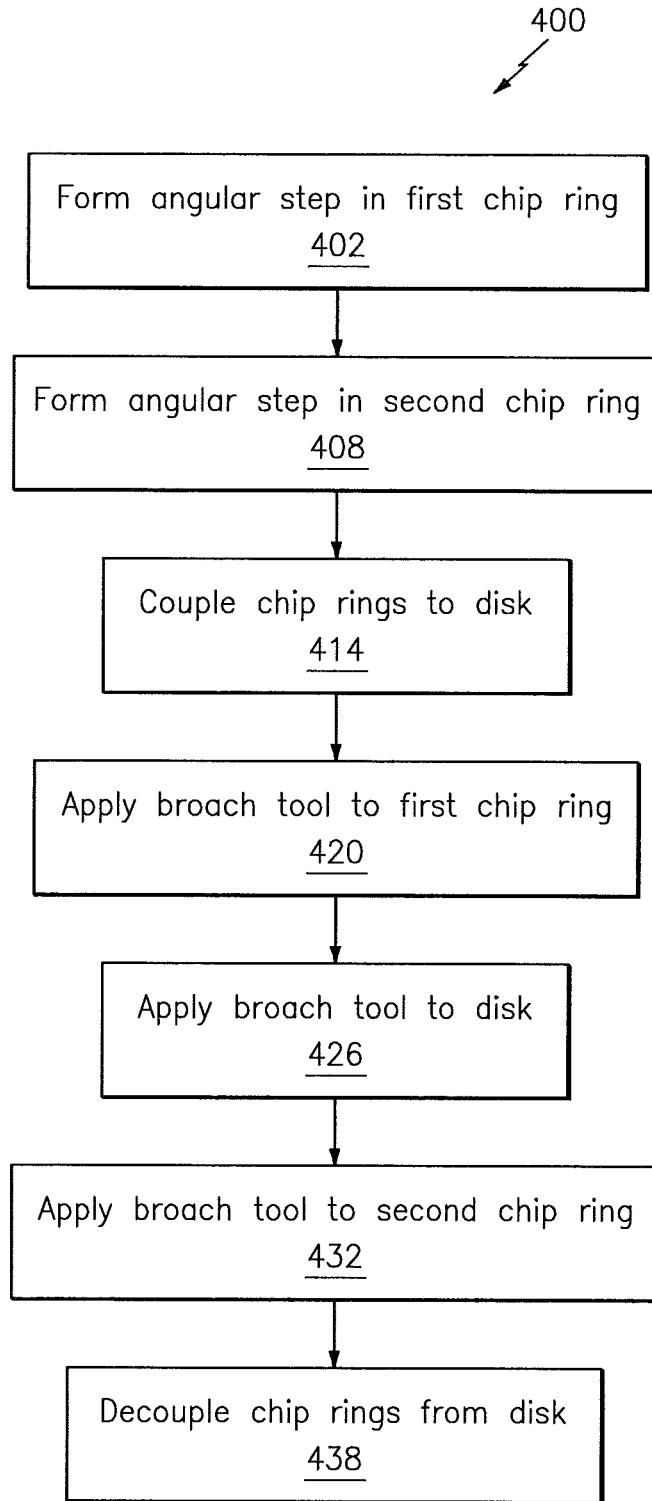 400
Form angular step in first chip ring
402
Form angular step in second chip ring
408
Couple chip rings to disk
414
Apply broach tool to first chip ring
420
Apply broach tool to disk
426
Apply broach tool to second chip ring
432
Decouple chip rings from disk
438